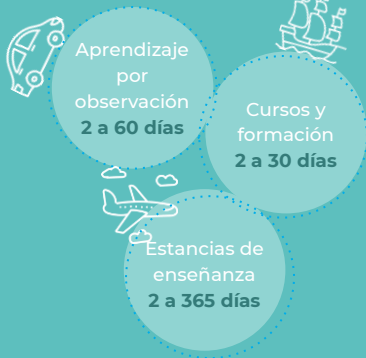 Aprendizaje
por
observación
2 a 60 días
Cursos y
formación
2 a 30 días
Estancias de
enseñanza
2 a 365 días